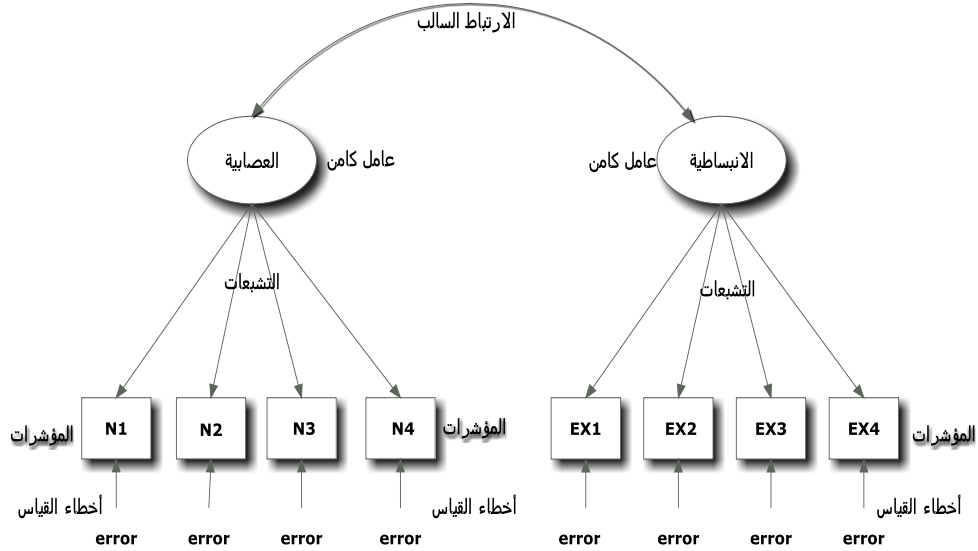 الارتباط السالب
العصابية
عامل كامن
عامل كامن
الانبساطية
التشبعات
التشبعات
المؤشرات
N1
N2
N3
N4
المؤشرات
EX1
EX2
EX3
EX4
المؤشرات
أخطاء القياس
أخطاء القياس
أخطاء القياس
error
error
error
error
error
error
error
error